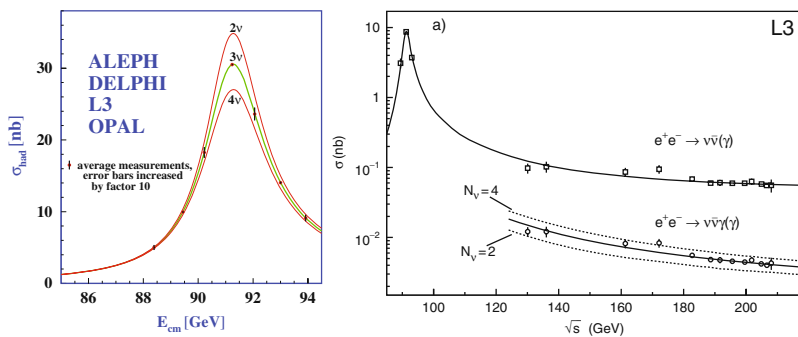 2ν
3ν
4ν
ALEPH
DELPHI
L3
OPAL
average measurements,
error bars increased
by factor 10
σhad [nb]
30
20
10
0
86
88
90
92
94
Ecm [GeV]
a)
L3
σ (nb)
10
1
10⁻¹
10⁻²
e⁺e⁻ → νν̄(γ)
Nν = 4
e⁺e⁻ → νν̄γ(γ)
Nν = 2
100
120
140
160
180
200
√s (GeV)